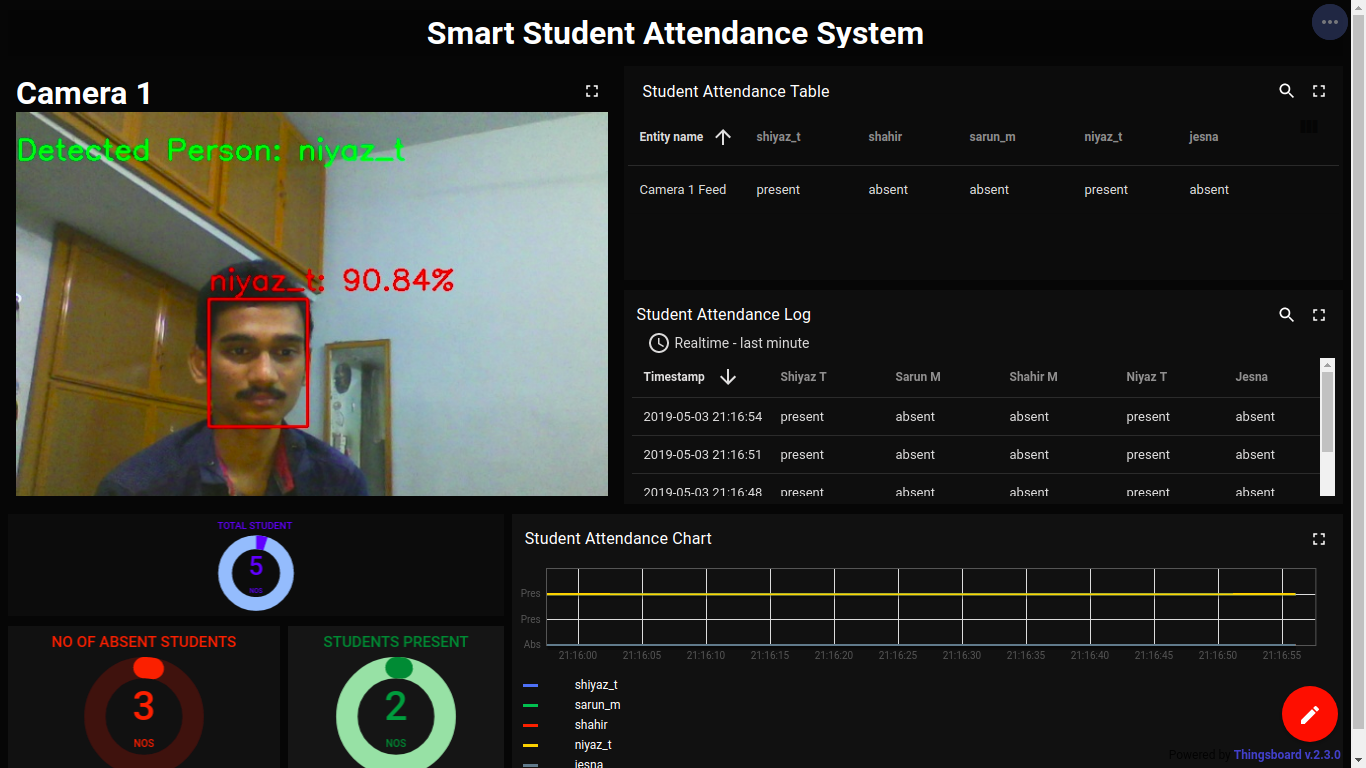 Smart Student Attendance System
Camera 1
Detected Person: niyaz_t
niyaz_t: 90.84%
Student Attendance Table
Entity name shiyaz_t shahir sarun_m niyaz_t jesna
Camera 1 Feed present absent absent present absent
Student Attendance Log
Realtime - last minute
Timestamp Shiyaz T Sarun M Shahir M Niyaz T Jesna
2019-05-03 21:16:54 present absent absent present absent
2019-05-03 21:16:51 present absent absent present absent
2019-05-03 21:16:48 present absent absent present absent
TOTAL STUDENT
5
NOS
NO OF ABSENT STUDENTS
3
NOS
STUDENTS PRESENT
2
NOS
Student Attendance Chart
Pres
Pres
Abs
21:16:00 21:16:05 21:16:10 21:16:15 21:16:20 21:16:25 21:16:30 21:16:35 21:16:40 21:16:45 21:16:50 21:16:55
shiyaz_t
sarun_m
shahir
niyaz_t
jesna
Powered by Thingsboard v.2.3.0